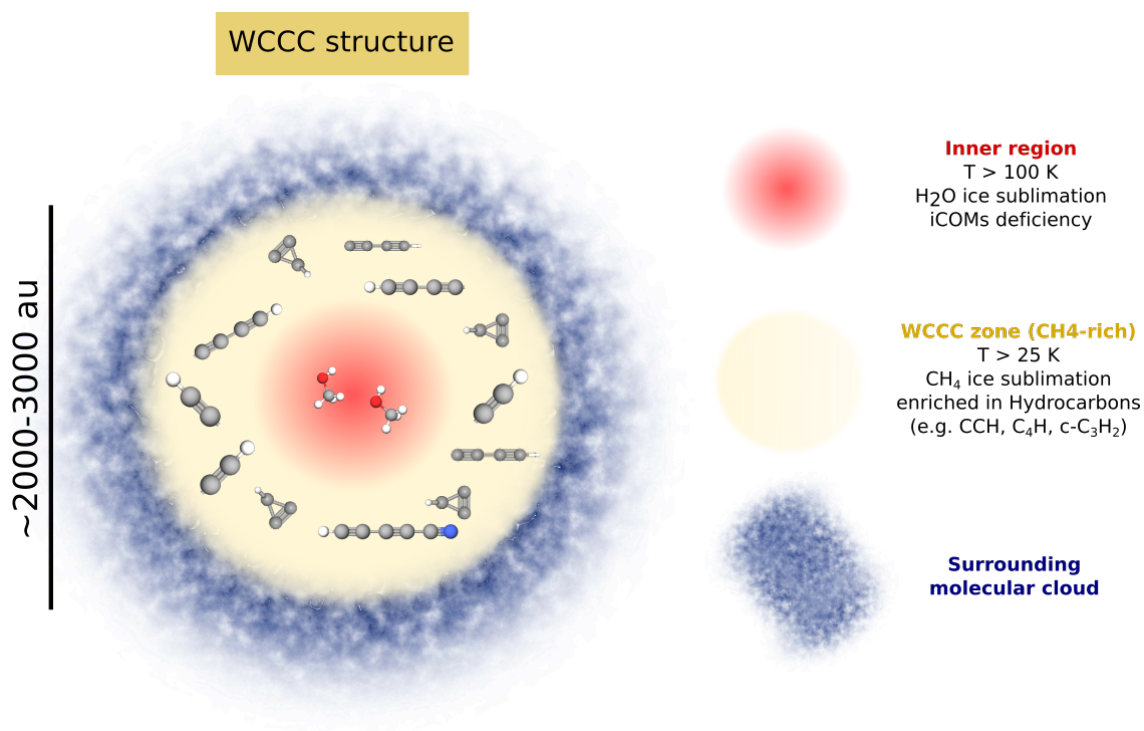 WCCC structure
~2000-3000 au
Inner region
T > 100 K
H2O ice sublimation
iCOMs deficiency
WCCC zone (CH4-rich)
T > 25 K
CH₄ ice sublimation
enriched in Hydrocarbons
(e.g. CCH, C₄H, c-C₃H₂)
Surrounding
molecular cloud